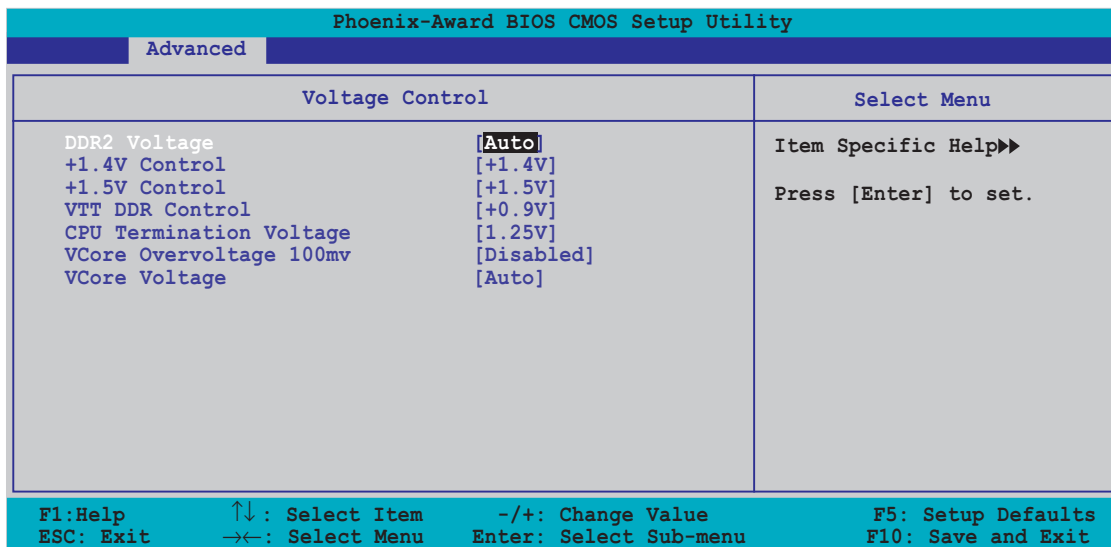 Phoenix-Award BIOS CMOS Setup Utility
Advanced
Voltage Control
Select Menu
DDR2 Voltage [Auto]
+1.4V Control [+1.4V]
+1.5V Control [+1.5V]
VTT DDR Control [+0.9V]
CPU Termination Voltage [1.25V]
VCore Overvoltage 100mv [Disabled]
VCore Voltage [Auto]
Item Specific Help▶▶
Press [Enter] to set.
F1:Help ↑↓: Select Item -/+: Change Value F5: Setup Defaults
ESC: Exit →←: Select Menu Enter: Select Sub-menu F10: Save and Exit